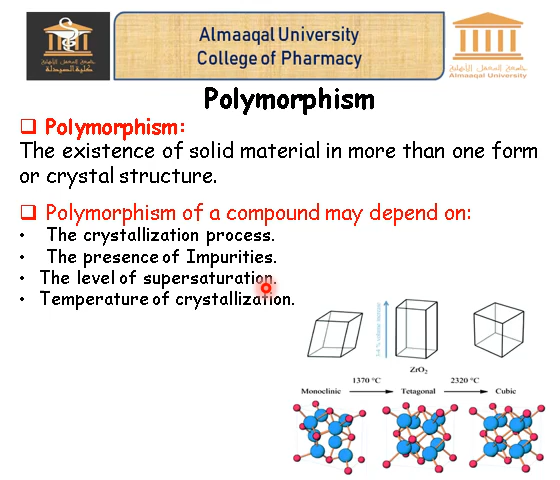 Almaaqal University
College of Pharmacy
كلية الصيدلة
Almaaqal University
Polymorphism
Polymorphism:
The existence of solid material in more than one form
or crystal structure.
Polymorphism of a compound may depend on:
• The crystallization process.
• The presence of Impurities.
• The level of supersaturation.
• Temperature of crystallization.
ZrO₂
1370 °C
2320 °C
Monoclinic
Tetagonal
Cubic